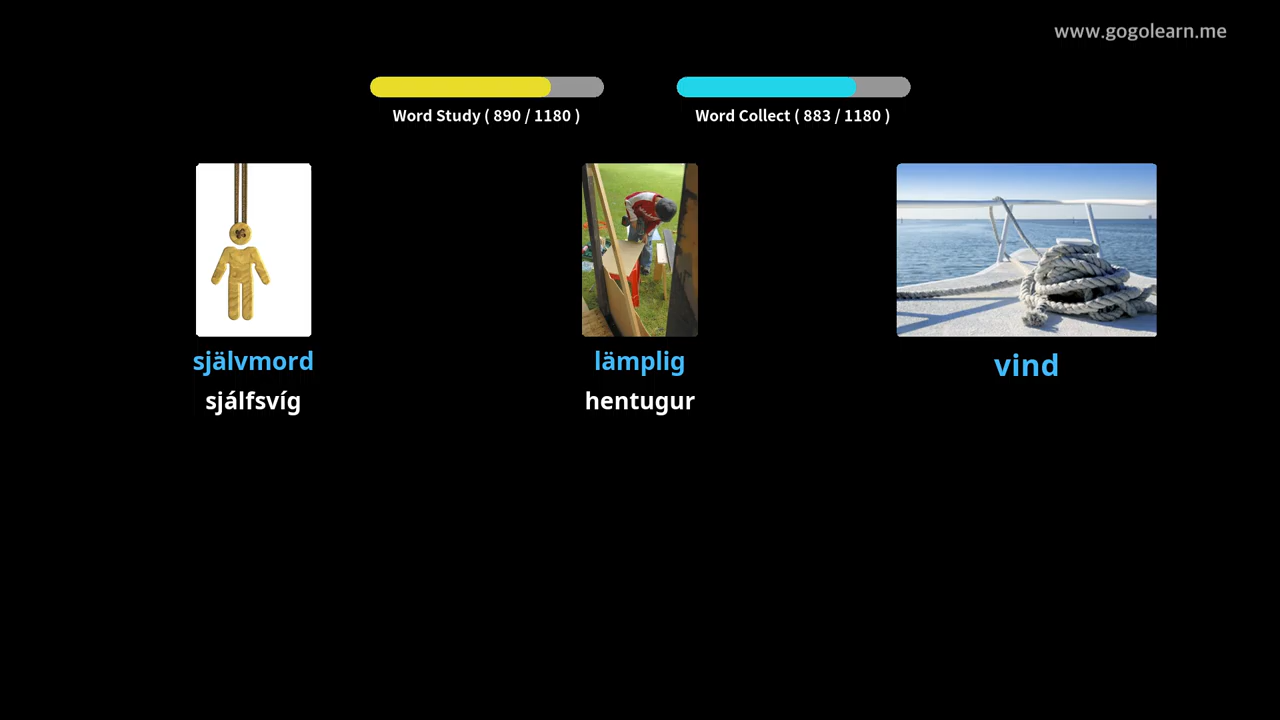 www.gogolearn.me
Word Study ( 890 / 1180 )
Word Collect ( 883 / 1180 )
självmord
lämplig
vind
sjálfsvíg
hentugur